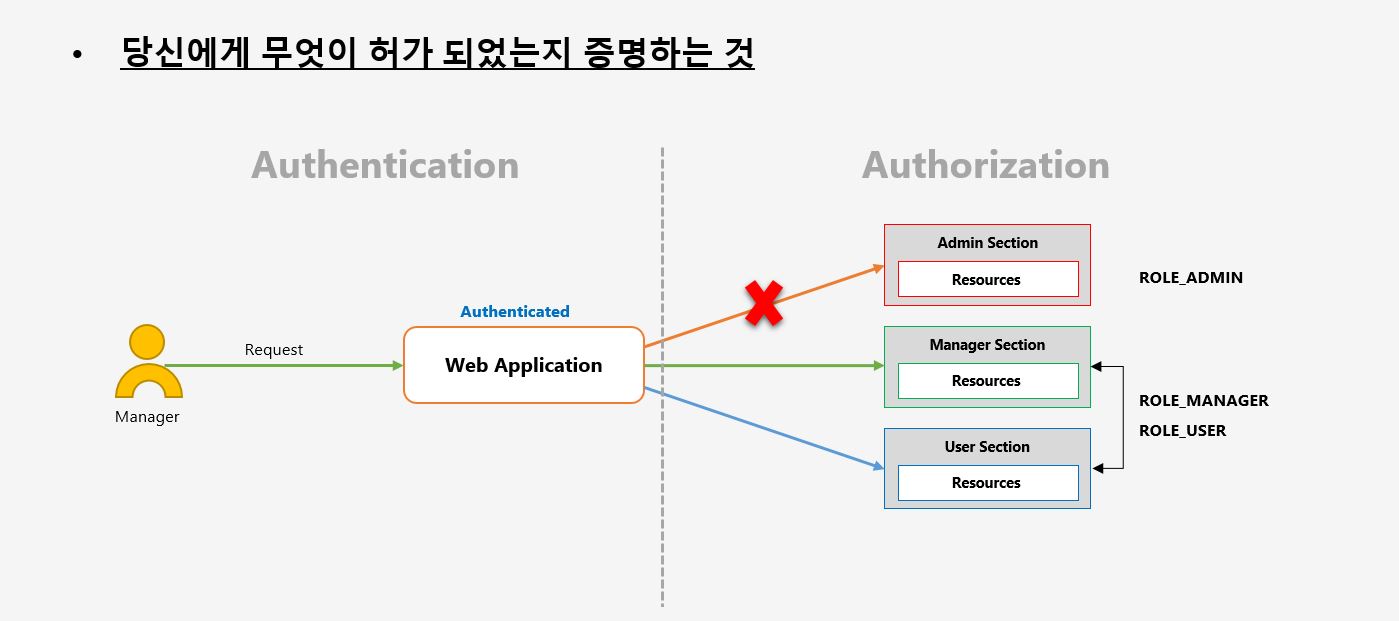 • 당신에게 무엇이 허가 되었는지 증명하는 것
Authentication
Authorization
Admin Section
Resources
ROLE_ADMIN
Authenticated
Web Application
Request
Manager
Manager Section
Resources
ROLE_MANAGER
ROLE_USER
User Section
Resources